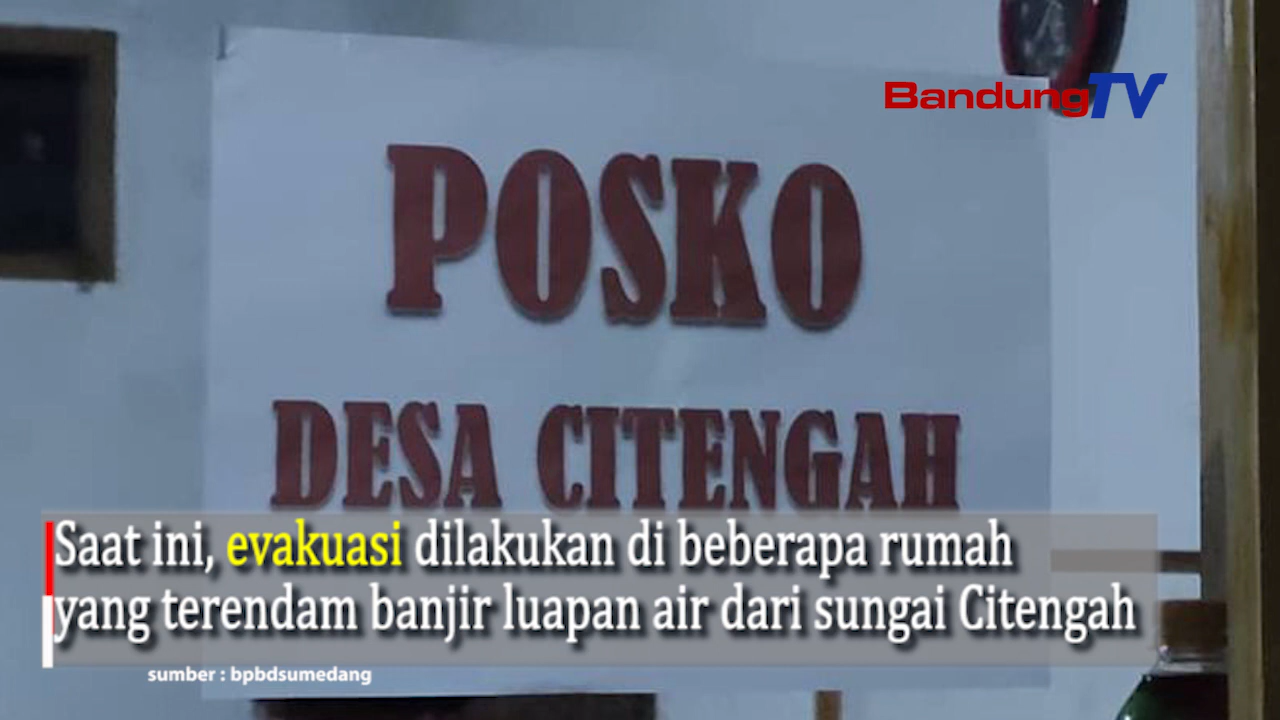 BandungTV
POSKO
DESA CITENGAH
Saat ini, evakuasi dilakukan di beberapa rumah
yang terendam banjir luapan air dari sungai Citengah
sumber : bpbdsumedang